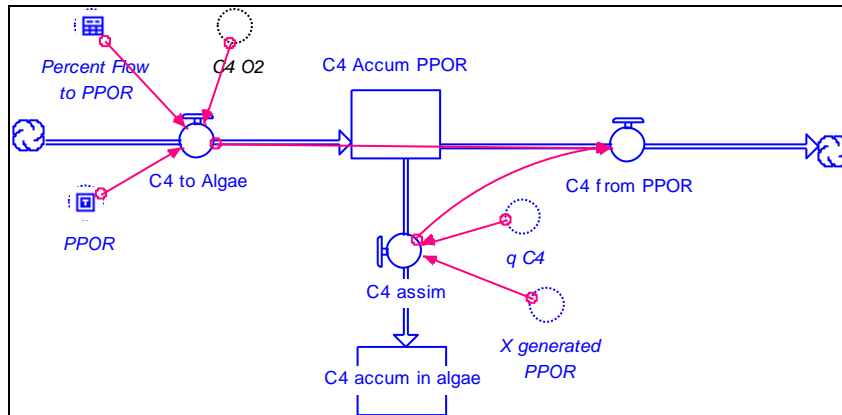 Percent Flow
to PPOR
C4 O2
C4 Accum PPOR
C4 to Algae
C4 from PPOR
T
PPOR
q C4
C4 assim
X generated
PPOR
C4 accum in algae